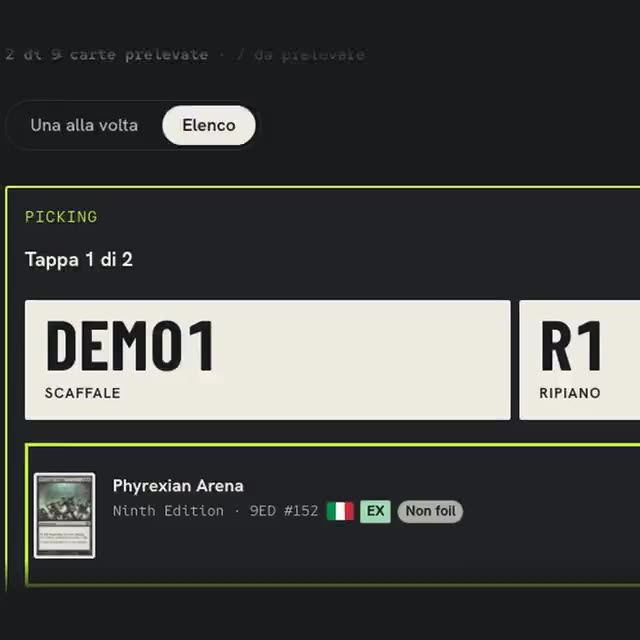 2 di 9 carte prelevate · 7 da prelevare
Una alla volta
Elenco
PICKING
Tappa 1 di 2
DEMO1
SCAFFALE
R1
RIPIANO
Phyrexian Arena
Ninth Edition · 9ED #152 EX Non foil